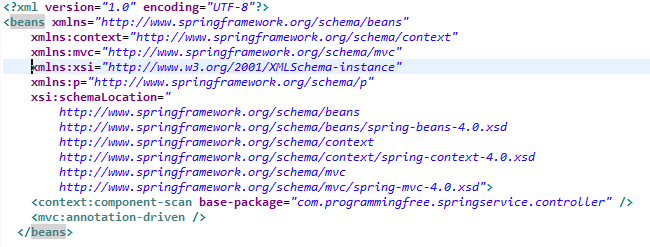 <?xml version="1.0" encoding="UTF-8"?>
<beans xmlns="http://www.springframework.org/schema/beans"
xmlns:context="http://www.springframework.org/schema/context"
xmlns:mvc="http://www.springframework.org/schema/mvc"
xmlns:xsi="http://www.w3.org/2001/XMLSchema-instance"
xmlns:p="http://www.springframework.org/schema/p"
xsi:schemaLocation="
http://www.springframework.org/schema/beans
http://www.springframework.org/schema/beans/spring-beans-4.0.xsd
http://www.springframework.org/schema/context
http://www.springframework.org/schema/context/spring-context-4.0.xsd
http://www.springframework.org/schema/mvc
http://www.springframework.org/schema/mvc/spring-mvc-4.0.xsd">
<context:component-scan base-package="com.programmingfree.springservice.controller" />
<mvc:annotation-driven />
</beans>